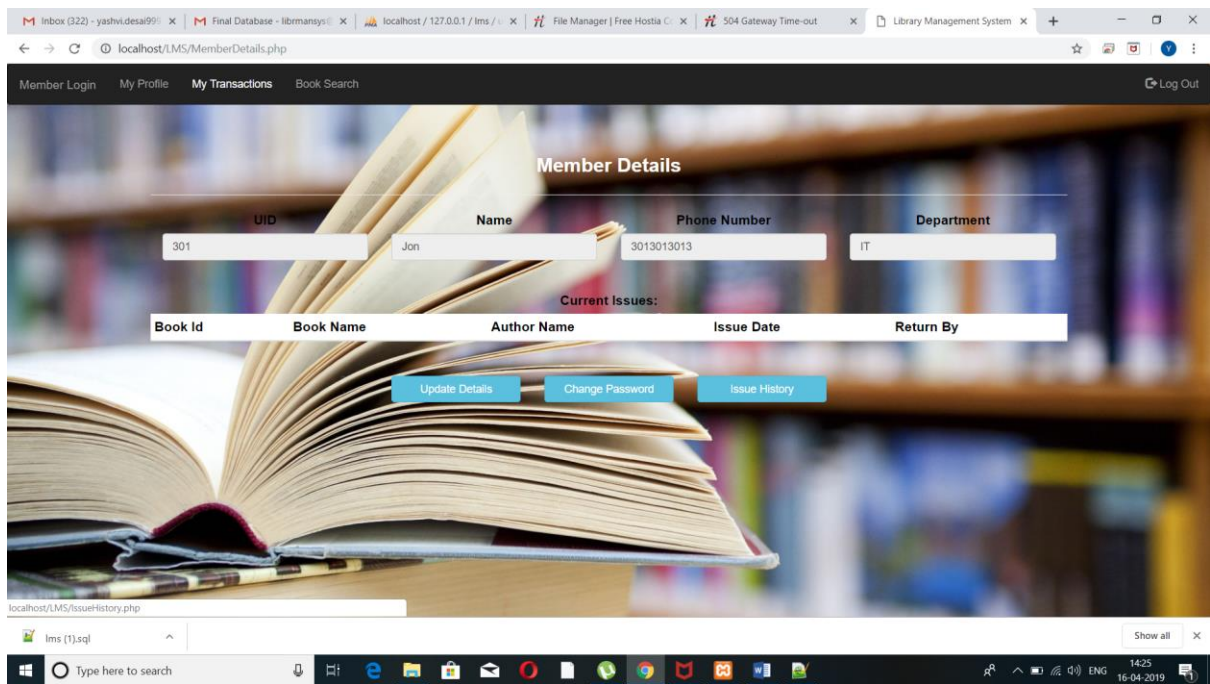 Inbox (322) - yashvi.desai99
Final Database - librmansys
localhost / 127.0.0.1 / lms /
File Manager | Free Hostia
504 Gateway Time-out
Library Management System
localhost/LMS/MemberDetails.php
Member Login My Profile My Transactions Book Search Log Out
Member Details
UID Name Phone Number Department
301 Jon 3013013013 IT
Current Issues:
Book Id Book Name Author Name Issue Date Return By
Update Details Change Password Issue History
localhost/LMS/IssueHistory.php
lms (1).sql Show all
Type here to search ENG 14:25
16-04-2019